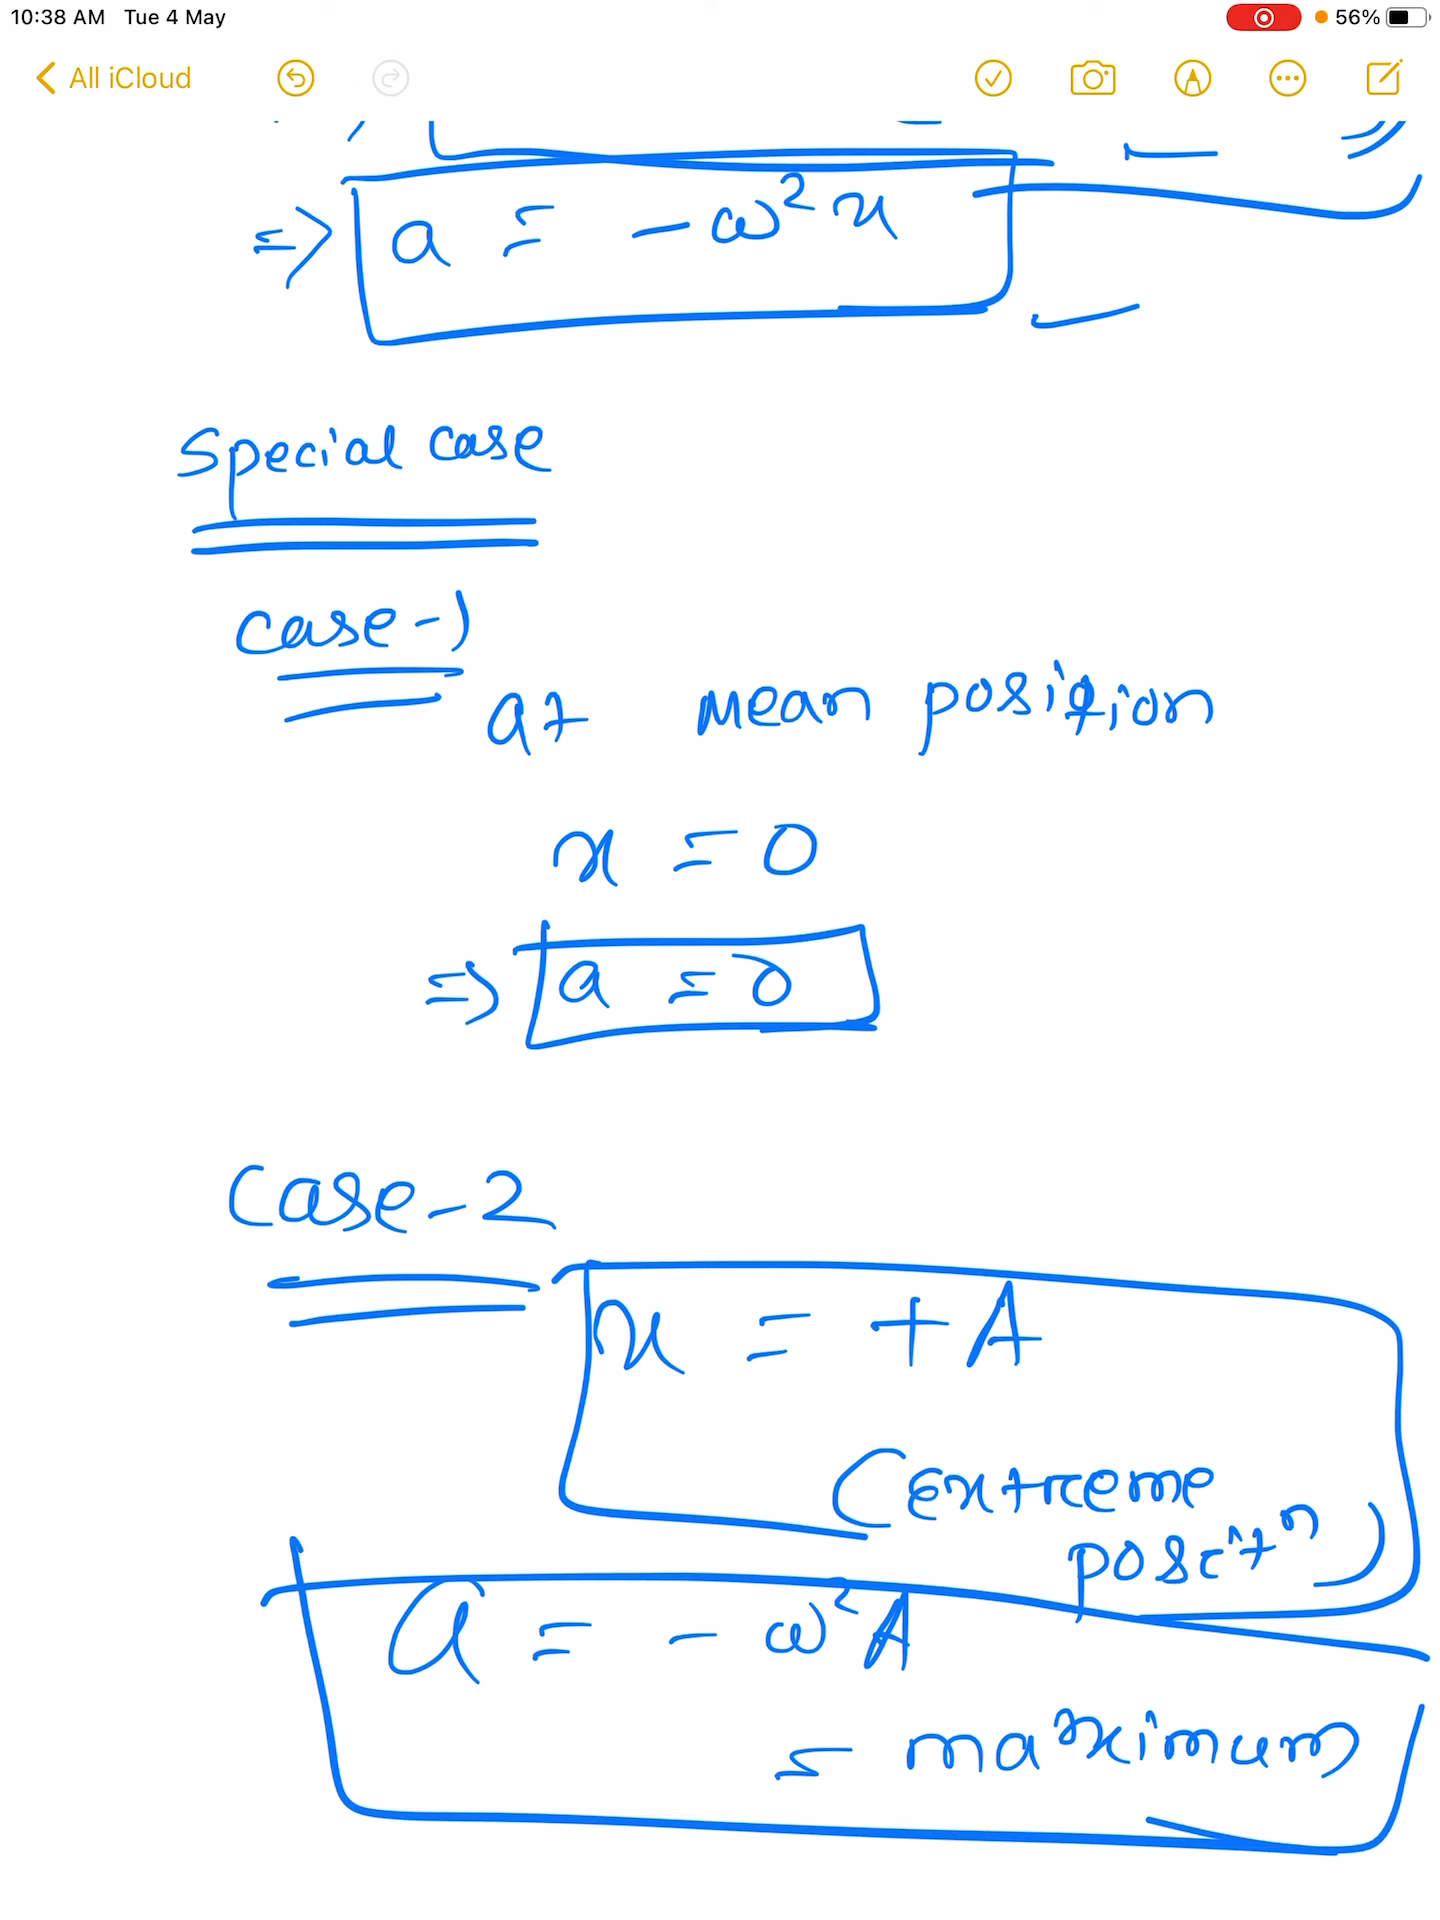 10:38 AM Tue 4 May 56%
All iCloud
=> a = -ω²x
Special case
case-1
at mean position
x = 0
=> a = 0
Case-2
x = +A
(extreme
positⁿ)
a = -ω²A
= maximum